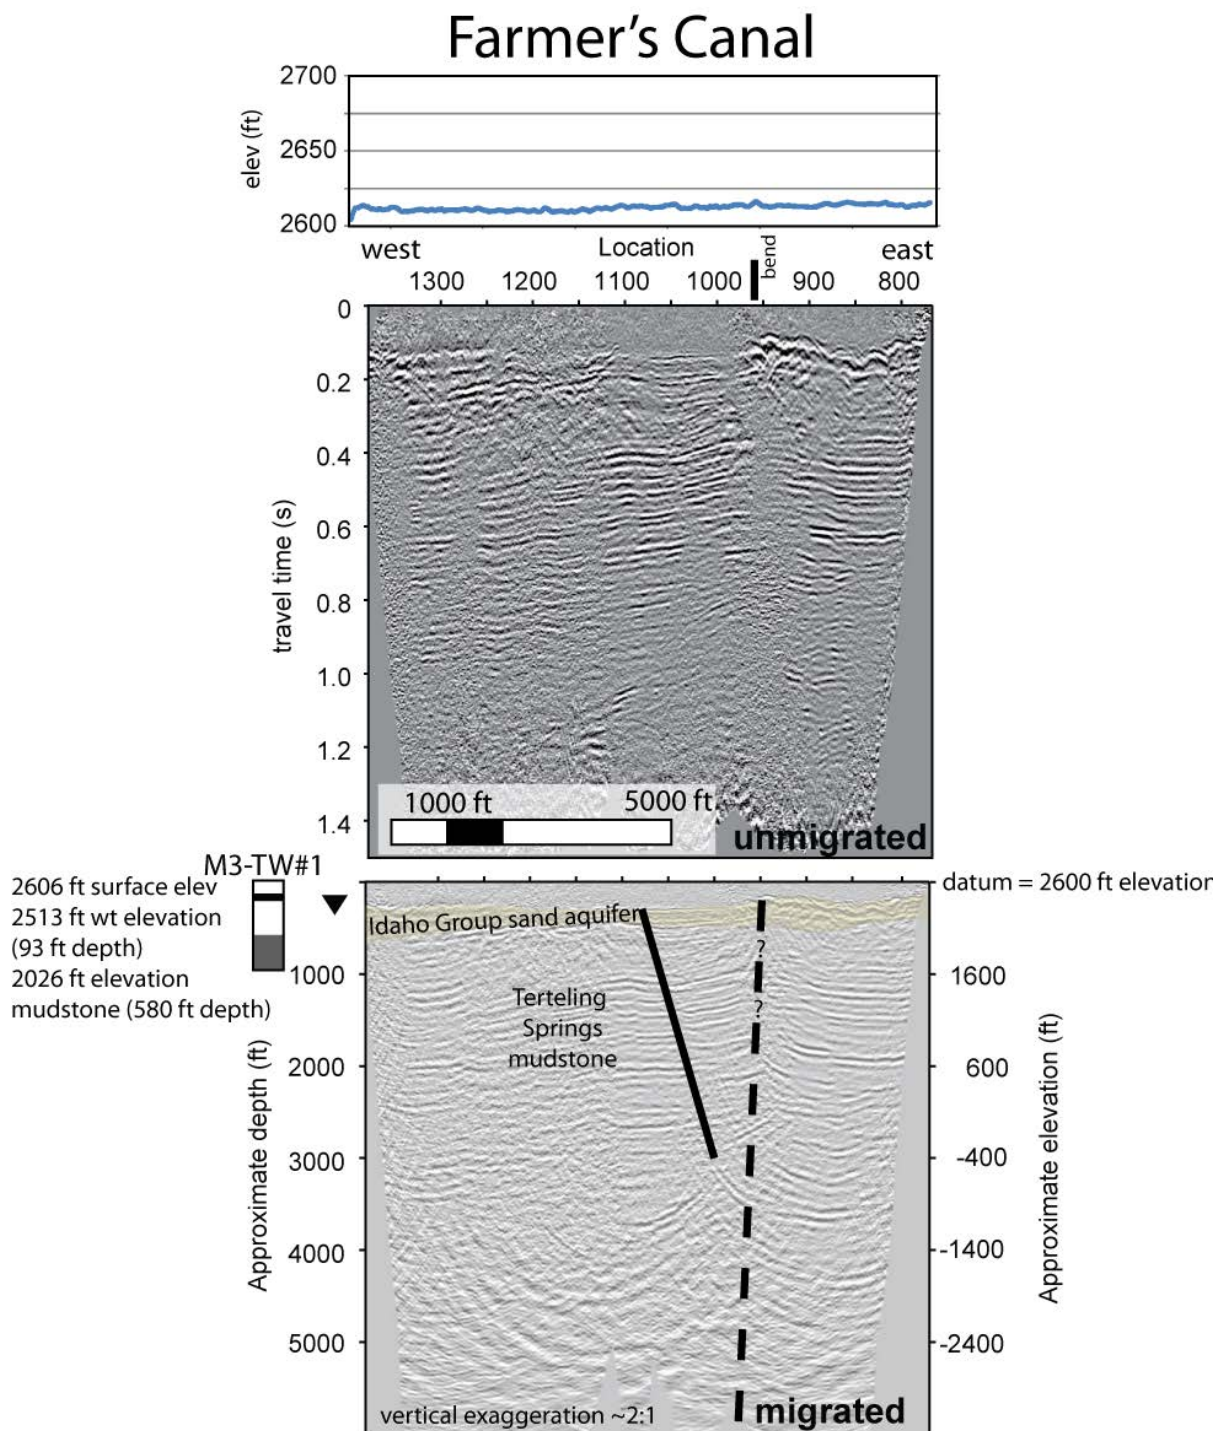 Farmer's Canal
2700
2650
2600
elev (ft)
west Location east
bend
1300 1200 1100 1000 900 800
0
0.2
0.4
0.6
0.8
1.0
1.2
1.4
travel time (s)
1000 ft 5000 ft
unmigrated
M3-TW#1
2606 ft surface elev
2513 ft wt elevation
(93 ft depth)
2026 ft elevation
mudstone (580 ft depth)
datum = 2600 ft elevation
Idaho Group sand aquifer
?
?
Terteling
Springs
mudstone
1000
2000
3000
4000
5000
Approximate depth (ft)
1600
600
-400
-1400
-2400
Approximate elevation (ft)
vertical exaggeration ~2:1
migrated